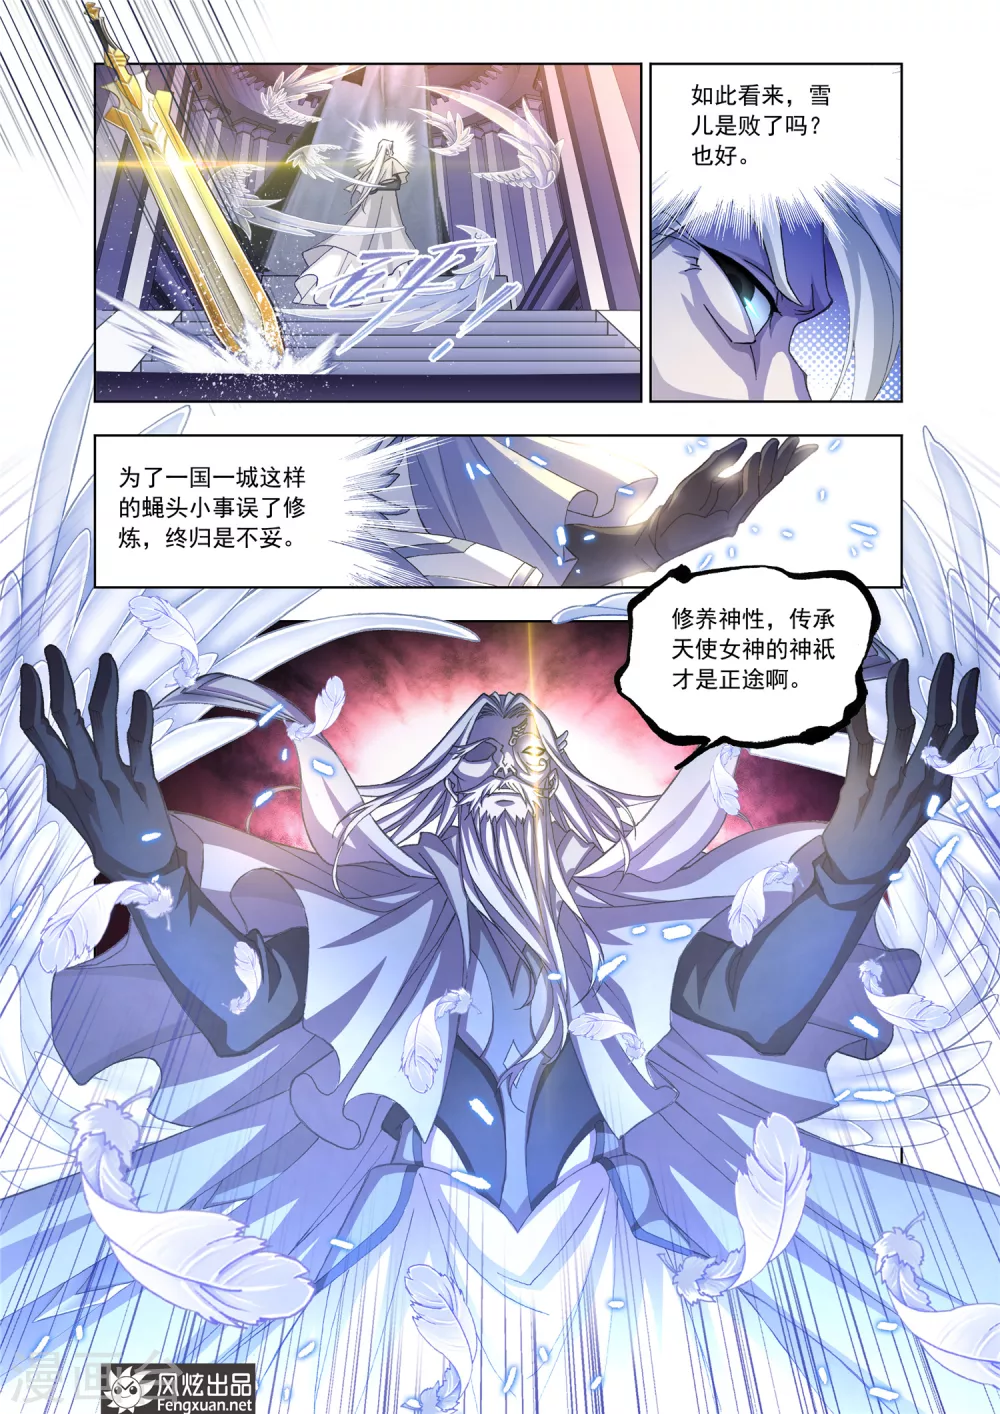 如此看来，雪
儿是败了吗？
也好。
为了一国一城这样
的蝇头小事误了修
炼，终归是不妥。
修养神性，传承
天使女神的神祇
才是正途啊。
风炫出品
Fengxuan.net